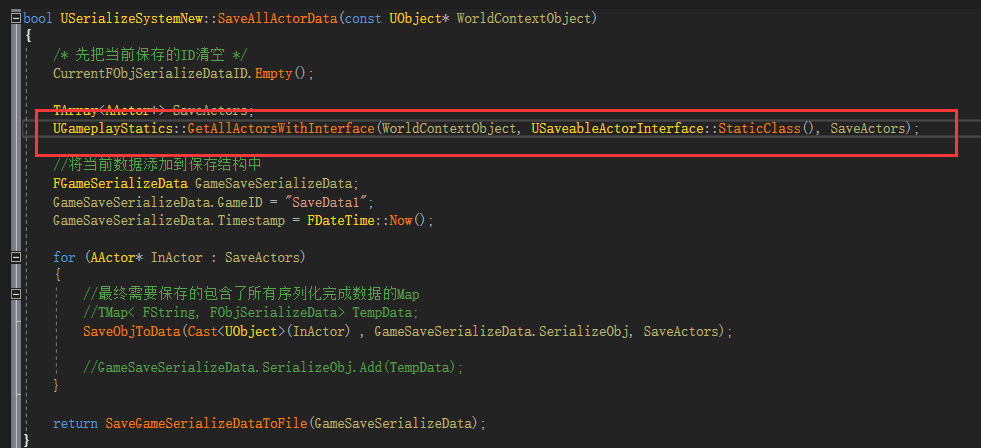 bool USerializeSystemNew::SaveAllActorData(const UObject* WorldContextObject)
{
/* 先把当前保存的ID清空 */
CurrentFObjSerializeDataID.Empty();
TArray<AActor*> SaveActors;
UGameplayStatics::GetAllActorsWithInterface(WorldContextObject, USaveableActorInterface::StaticClass(), SaveActors);
//将当前数据添加到保存结构中
FGameSerializeData GameSaveSerializeData;
GameSaveSerializeData.GameID = "SaveData1";
GameSaveSerializeData.Timestamp = FDateTime::Now();
for (AActor* InActor : SaveActors)
{
//最终需要保存的包含了所有序列化完成数据的Map
//TMap< FString, FObjSerializeData> TempData;
SaveObjToData(Cast<UObject>(InActor) , GameSaveSerializeData.SerializeObj, SaveActors);
//GameSaveSerializeData.SerializeObj.Add(TempData);
}
return SaveGameSerializeDataToFile(GameSaveSerializeData);
}